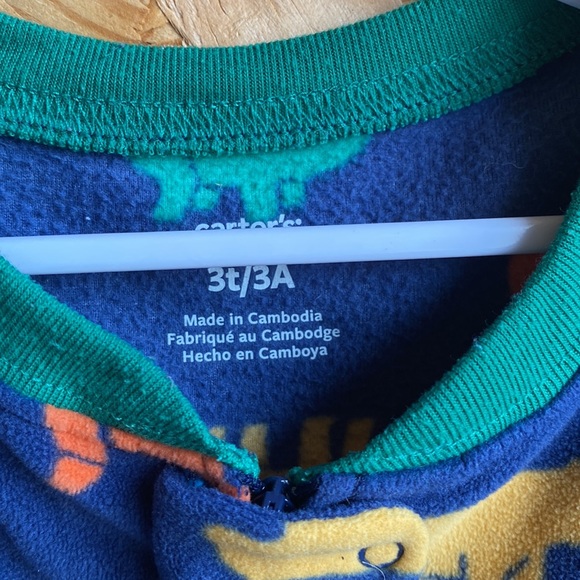 carter's
3t/3A
Made in Cambodia
Fabriqué au Cambodge
Hecho en Camboya